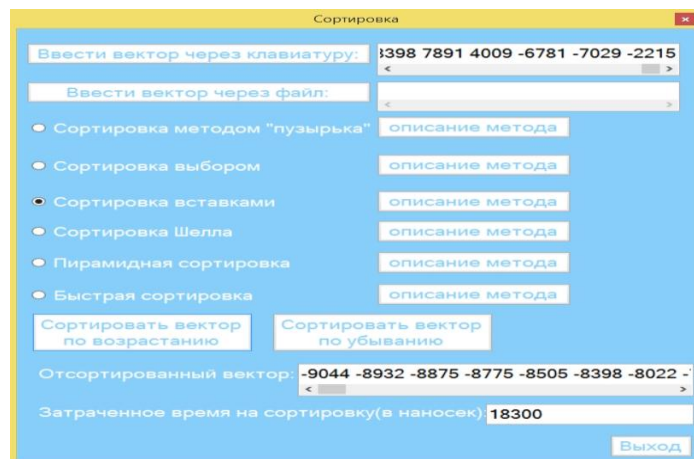 Сортировка
Ввести вектор через клавиатуру: 3398 7891 4009 -6781 -7029 -2215
Ввести вектор через файл:
Сортировка методом "пузырька" описание метода
Сортировка выбором описание метода
Сортировка вставками описание метода
Сортировка Шелла описание метода
Пирамидная сортировка описание метода
Быстрая сортировка описание метода
Сортировать вектор
по возрастанию
Сортировать вектор
по убыванию
Отсортированный вектор: -9044 -8932 -8875 -8775 -8505 -8398 -8022 -
Затраченное время на сортировку(в наносек): 18300
Выход